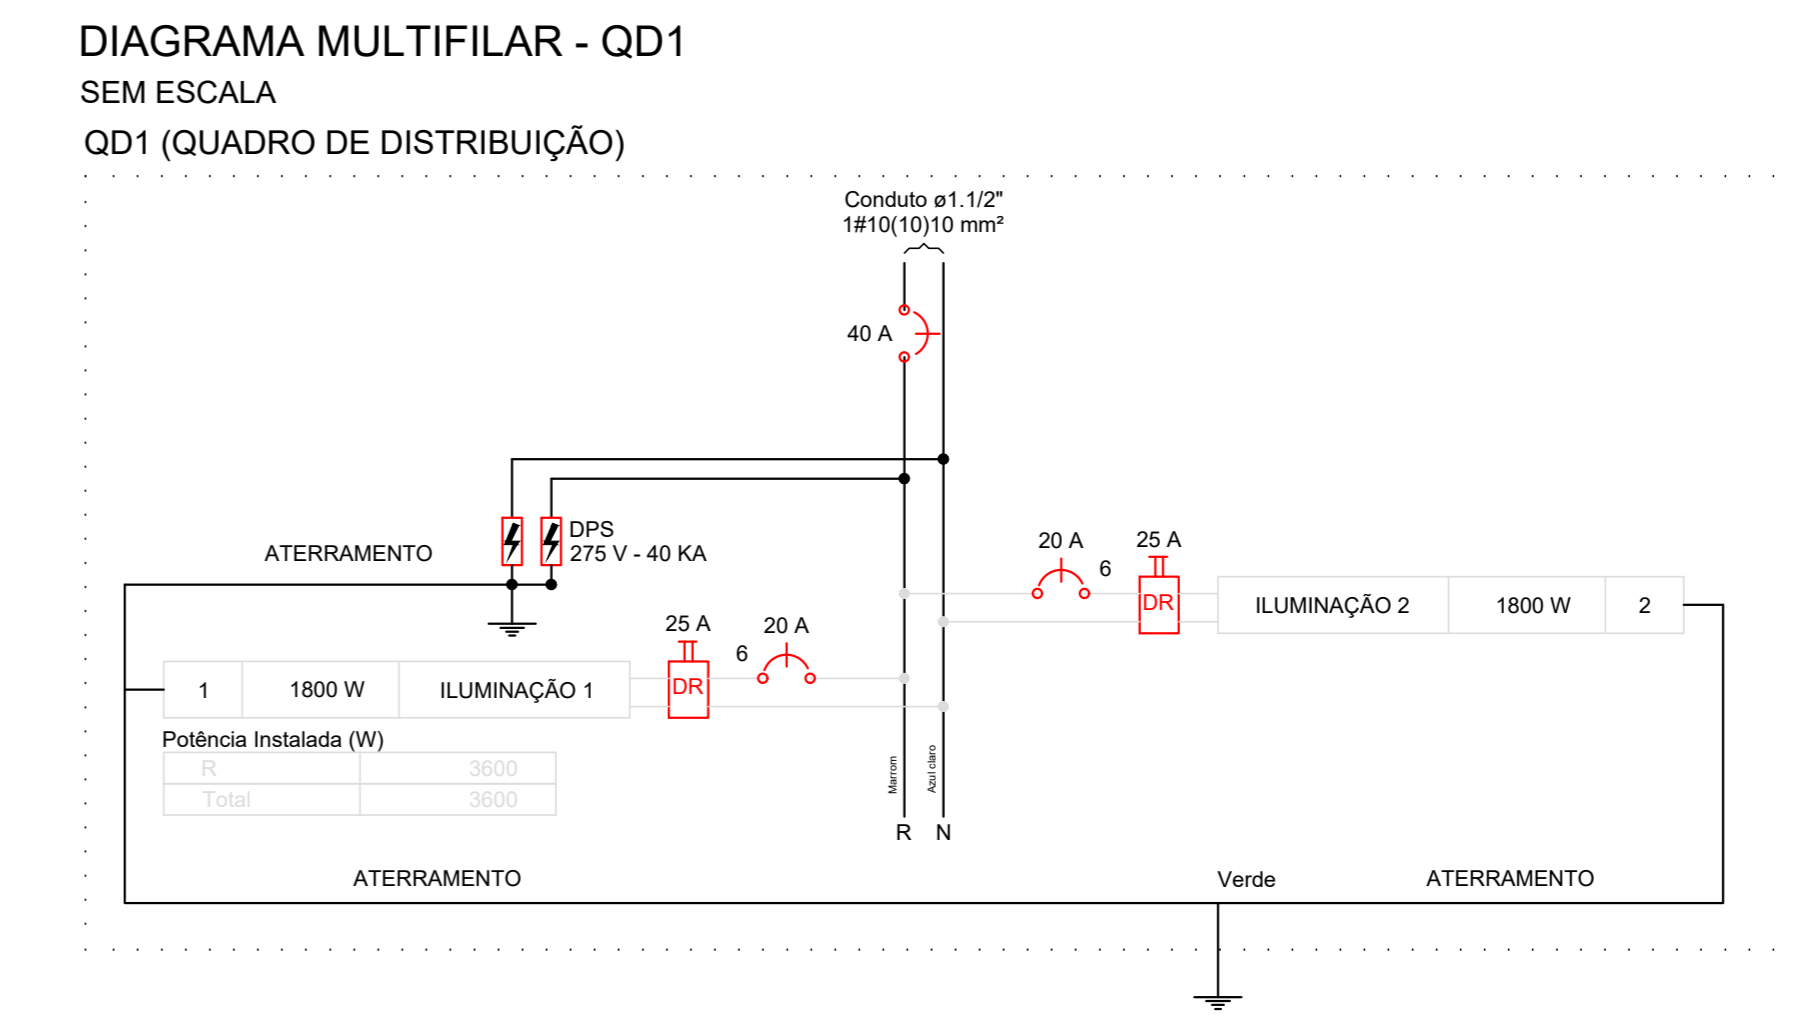 DIAGRAMA MULTIFILAR - QD1
SEM ESCALA
QD1 (QUADRO DE DISTRIBUIÇÃO)
Conduto ø1.1/2"
1#10(10)10 mm²
40 A
DPS
275 V - 40 KA
ATERRAMENTO
20 A
25 A
6
DR
ILUMINAÇÃO 2
1800 W
2
25 A
20 A
6
DR
1
1800 W
ILUMINAÇÃO 1
Potência Instalada (W)
R 3600
Total 3600
Marrom
Azul claro
R
N
ATERRAMENTO
Verde
ATERRAMENTO